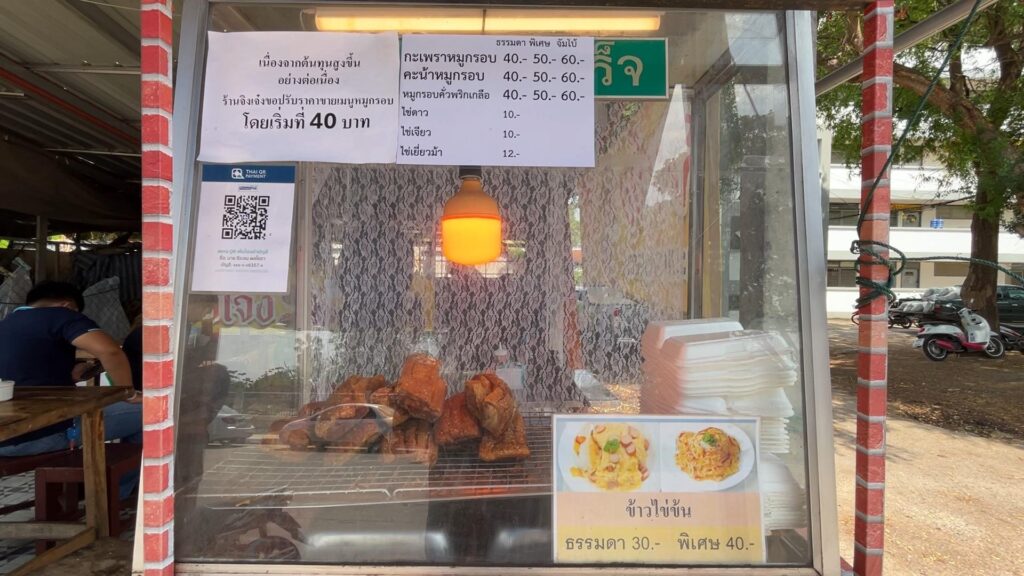 เนื่องจากต้นทุนสูงขึ้น
อย่างต่อเนื่อง
ร้านจิงเจ๋งขอปรับราคาขายเมนูหมูกรอบ
โดยเริ่มที่ 40 บาท
ธรรมดา พิเศษ จัมโบ้
กะเพราหมูกรอบ 40.- 50.- 60.-
คะน้าหมูกรอบ 40.- 50.- 60.-
หมูกรอบคั่วพริกเกลือ 40.- 50.- 60.-
ไข่ดาว 10.-
ไข่เจียว 10.-
ไข่เยี่ยวม้า 12.-
THAI QR
PAYMENT
ข้าวไข่ข้น
ธรรมดา 30.- พิเศษ 40.-